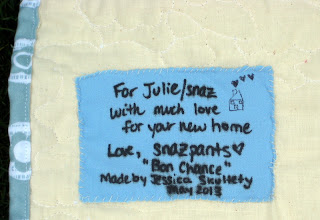 For Julie/snaz
with much love
for your new home
Love, snazpants
"Bon Chance"
Made by Jessica Skultety
May 2013